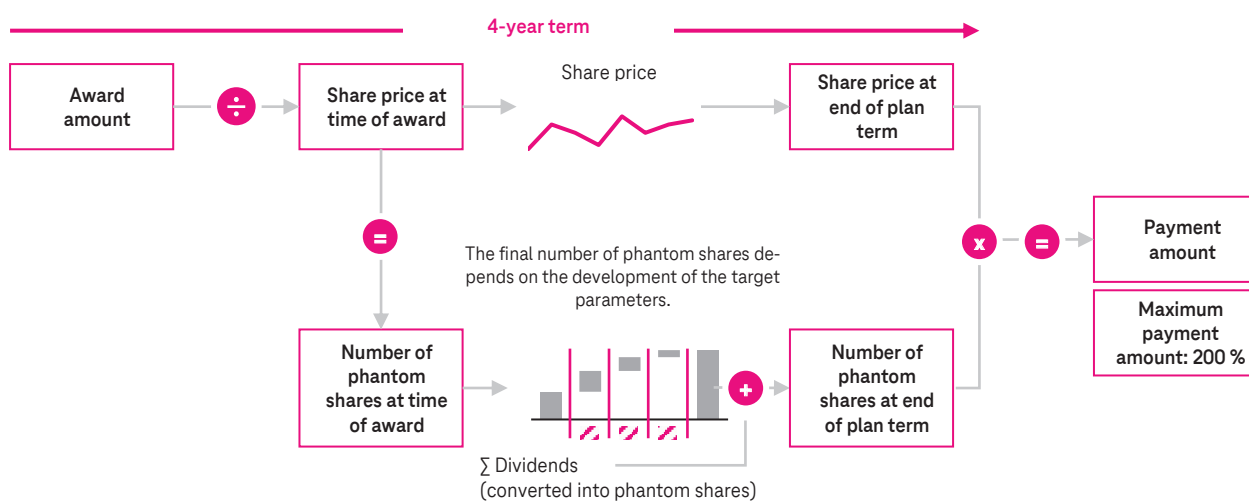 4-year term
Award
amount
÷
Share price at
time of award
Share price
Share price at
end of plan
term
=
The final number of phantom shares de-
pends on the development of the target
parameters.
x
=
Payment
amount
Maximum
payment
amount: 200 %
Number of
phantom
shares at time
of award
+
Number of
phantom
shares at end
of plan term
∑ Dividends
(converted into phantom shares)